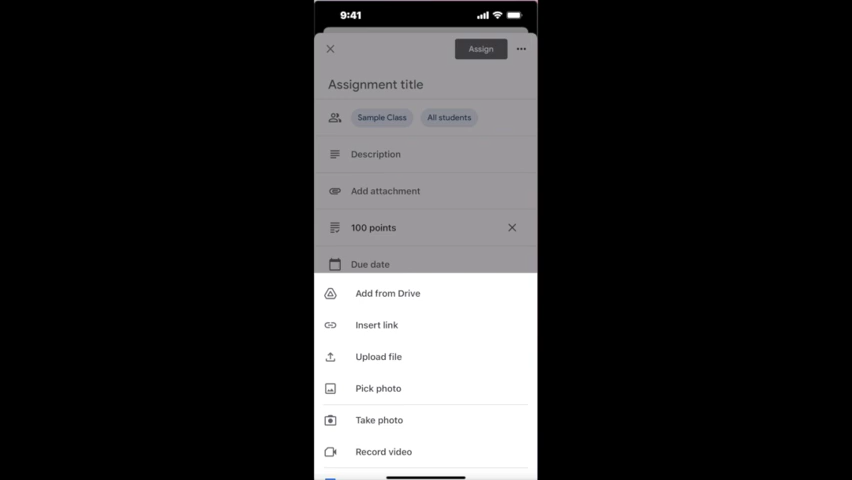 9:41
Assign
Assignment title
Sample Class All students
Description
Add attachment
100 points
Due date
Add from Drive
Insert link
Upload file
Pick photo
Take photo
Record video